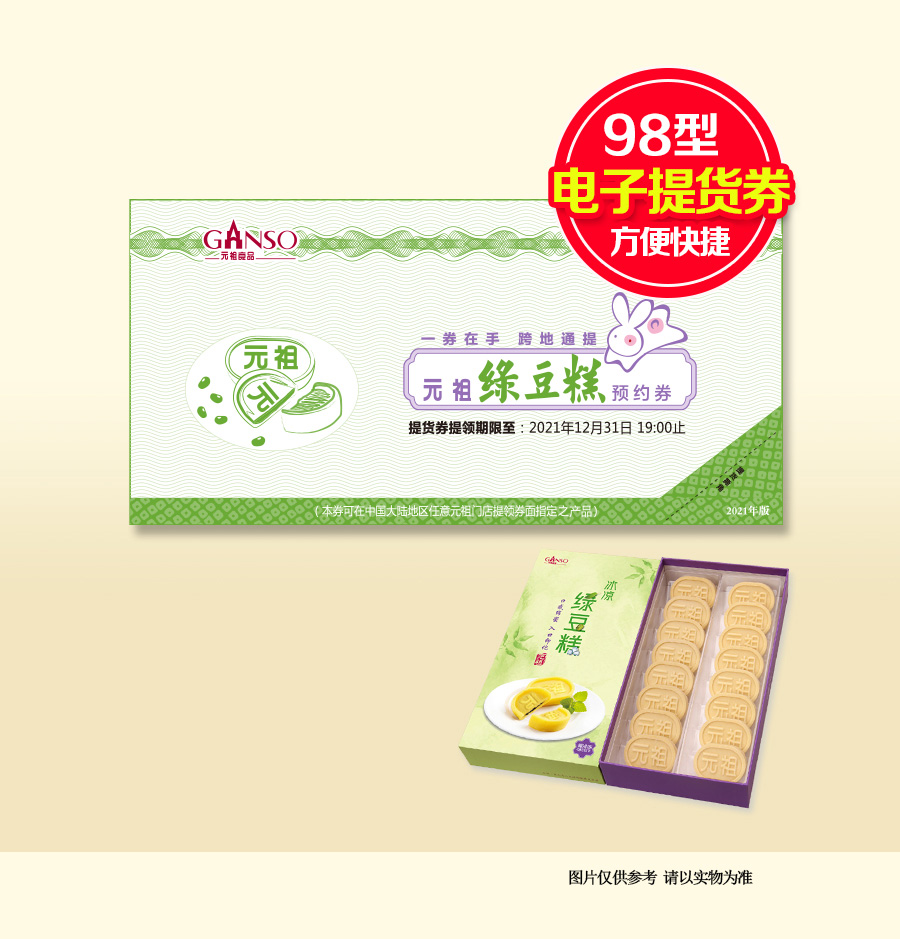 98型
电子提货券
方便快捷
GANSO
元祖食品
一券在手 跨地通提
元祖
元
元祖绿豆糕预约券
提货券提领期限至：2021年12月31日 19:00止
（本券可在中国大陆地区任意元祖门店提领券面指定之产品）
2021年版
GANSO
冰凉
绿豆糕
元祖
图片仅供参考 请以实物为准